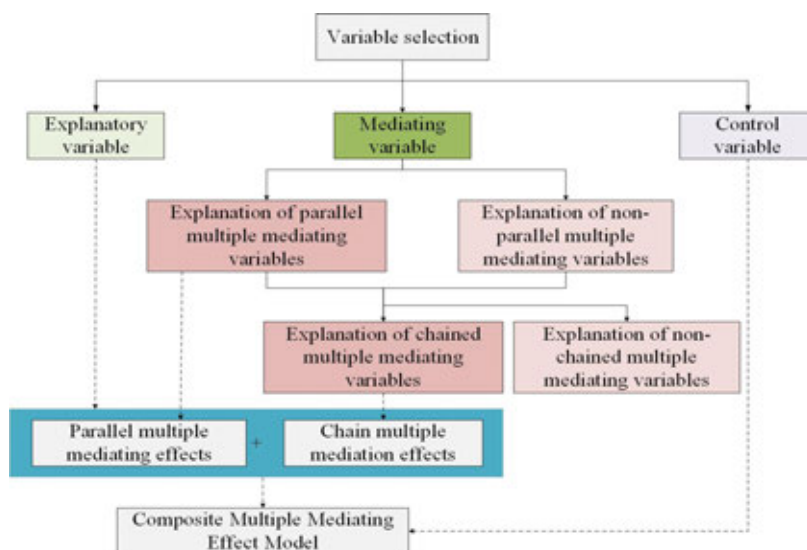 Variable selection
Explanatory
variable
Mediating
variable
Control
variable
Explanation of parallel
multiple mediating
variables
Explanation of non-
parallel multiple
mediating variables
Explanation of chained
multiple mediating
variables
Explanation of non-
chained multiple
mediating variables
Parallel multiple
mediating effects
+
Chain multiple
mediation effects
Composite Multiple Mediating
Effect Model